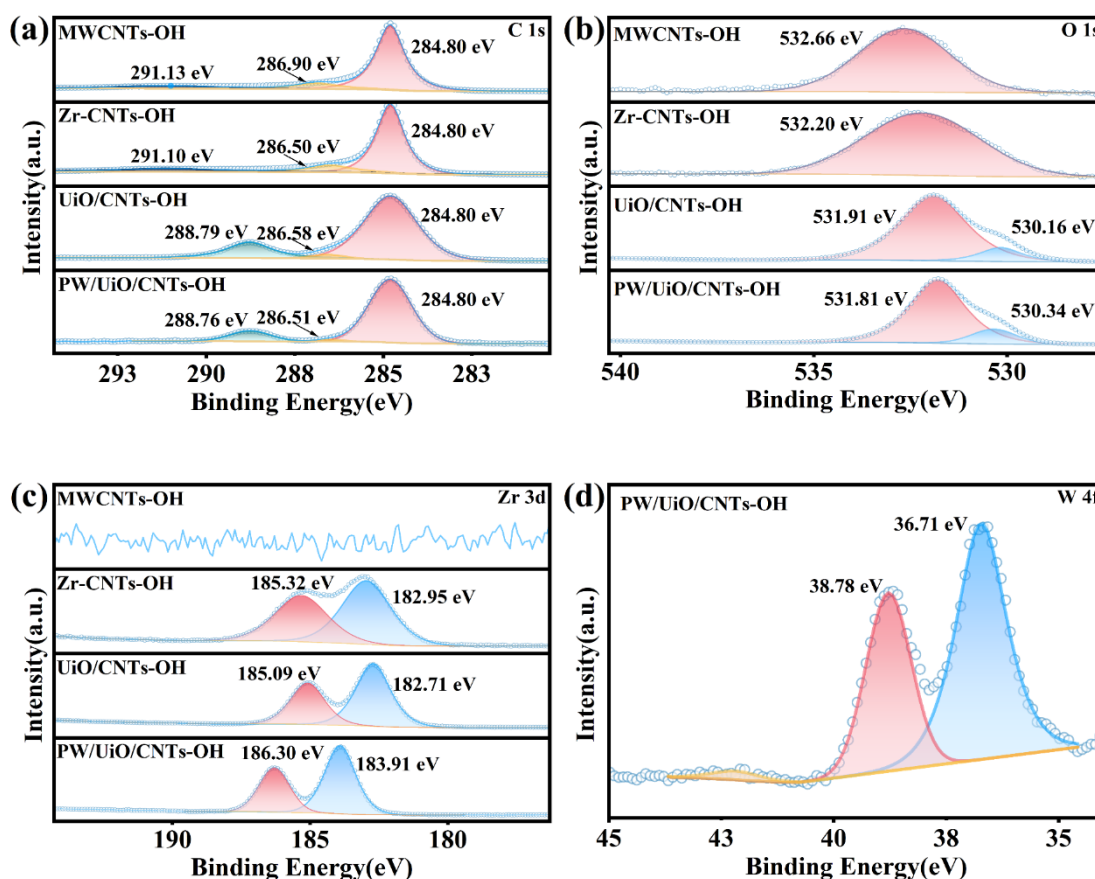 (a)
MWCNTs-OH
C 1s
291.13 eV
286.90 eV
284.80 eV
Zr-CNTs-OH
291.10 eV
286.50 eV
284.80 eV
UiO/CNTs-OH
288.79 eV
286.58 eV
284.80 eV
PW/UiO/CNTs-OH
288.76 eV
286.51 eV
284.80 eV
Intensity(a.u.)
293 289 288 285 283
Binding Energy(eV)
(b)
MWCNTs-OH
O 1s
532.66 eV
Zr-CNTs-OH
532.20 eV
UiO/CNTs-OH
531.91 eV
530.16 eV
PW/UiO/CNTs-OH
531.81 eV
530.34 eV
Intensity(a.u.)
540 535 530
Binding Energy(eV)
(c)
MWCNTs-OH
Zr 3d
Zr-CNTs-OH
185.32 eV
182.95 eV
UiO/CNTs-OH
185.09 eV
182.71 eV
PW/UiO/CNTs-OH
186.30 eV
183.91 eV
Intensity(a.u.)
190 185 180
Binding Energy(eV)
(d)
PW/UiO/CNTs-OH
W 4f
36.71 eV
38.78 eV
Intensity(a.u.)
45 43 40 38 35
Binding Energy(eV)